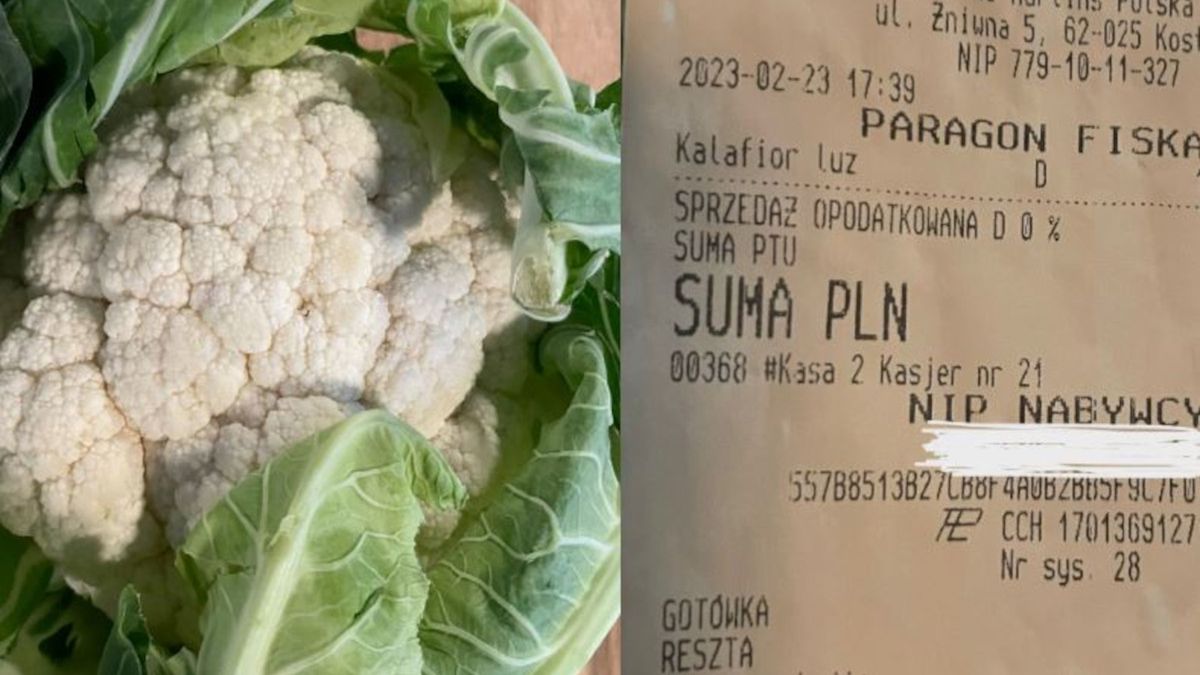 Polska
ul. Żniwna 5, 62-025 Kost
NIP 779-10-11-327
2023-02-23 17:39
PARAGON FISKA
Kalafior luz D
SPRZEDAŻ OPODATKOWANA D 0 %
SUMA PTU
SUMA PLN
00368 #Kasa 2 Kasjer nr 21
NIP NABYWCY
CCH 1701369127
Nr sys. 28
GOTÓWKA
RESZTA